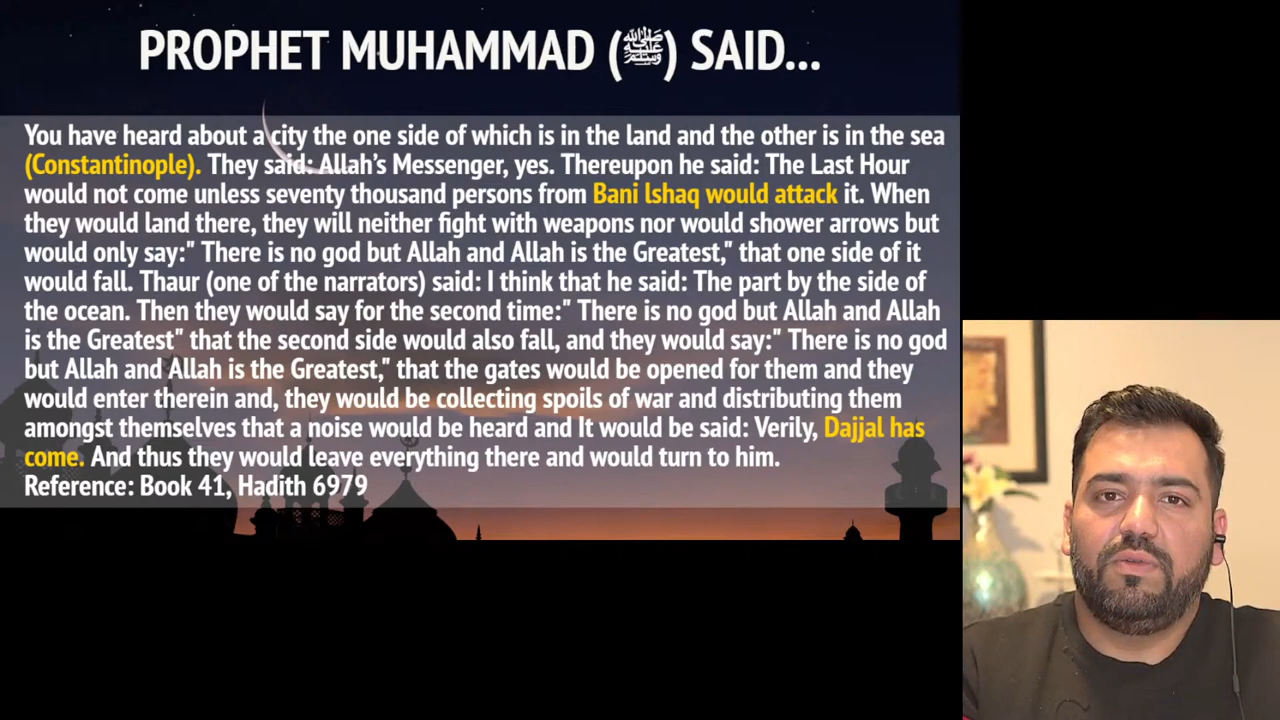 PROPHET MUHAMMAD (ﷺ) SAID...
You have heard about a city the one side of which is in the land and the other is in the sea
(Constantinople). They said: Allah's Messenger, yes. Thereupon he said: The Last Hour
would not come unless seventy thousand persons from Bani Ishaq would attack it. When
they would land there, they will neither fight with weapons nor would shower arrows but
would only say:" There is no god but Allah and Allah is the Greatest," that one side of it
would fall. Thaur (one of the narrators) said: I think that he said: The part by the side of
the ocean. Then they would say for the second time:" There is no god but Allah and Allah
is the Greatest" that the second side would also fall, and they would say:" There is no god
but Allah and Allah is the Greatest," that the gates would be opened for them and they
would enter therein and, they would be collecting spoils of war and distributing them
amongst themselves that a noise would be heard and It would be said: Verily, Dajjal has
come. And thus they would leave everything there and would turn to him.
Reference: Book 41, Hadith 6979